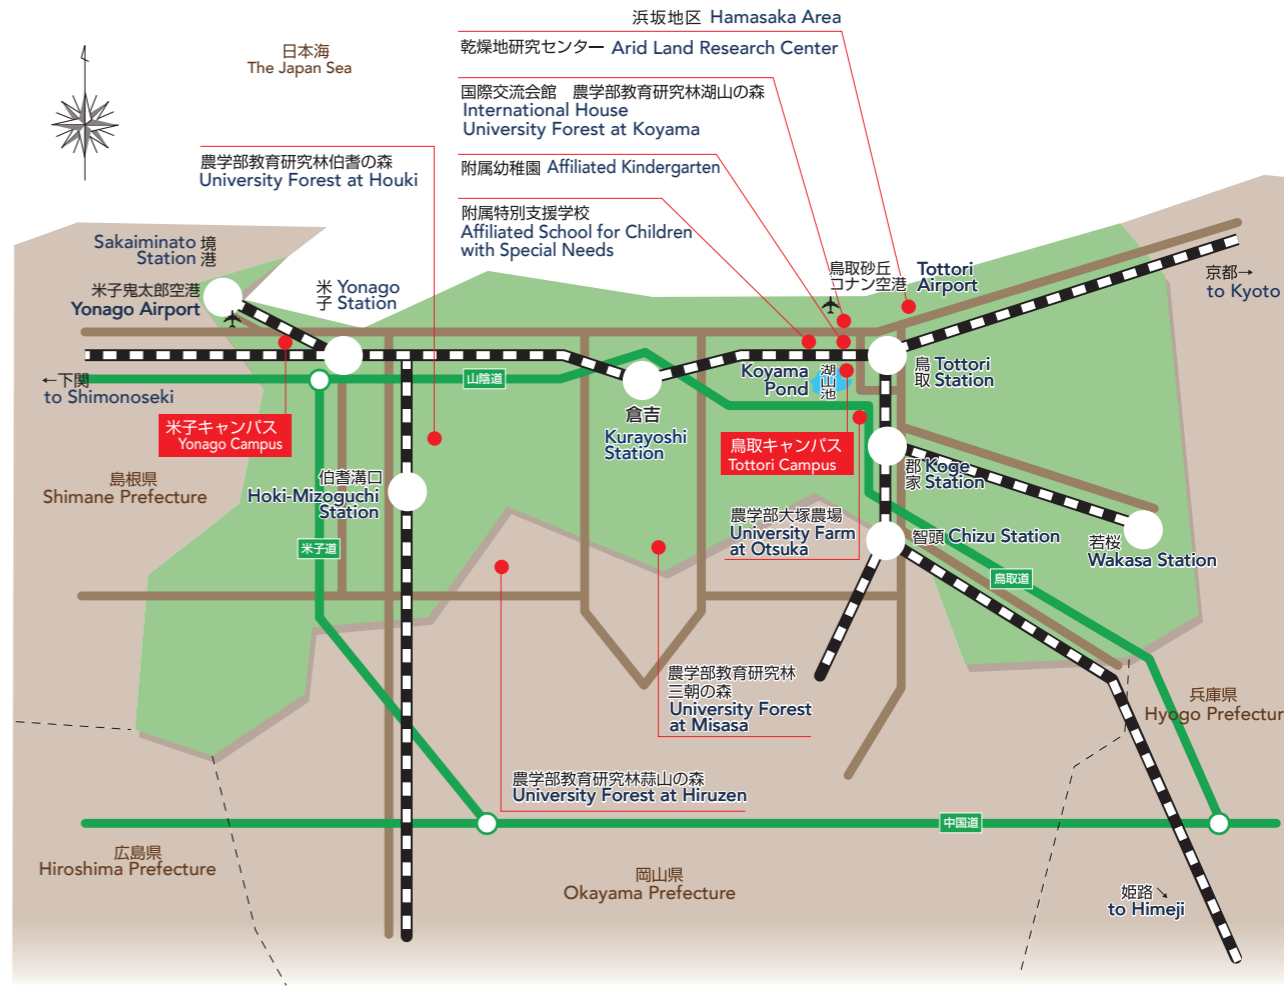 浜坂地区 Hamasaka Area
乾燥地研究センター Arid Land Research Center
日本海
The Japan Sea
国際交流会館 農学部教育研究林湖山の森
International House
University Forest at Koyama
農学部教育研究林伯耆の森
University Forest at Houki
附属幼稚園 Affiliated Kindergarten
附属特別支援学校
Affiliated School for Children
with Special Needs
Sakaiminato
Station
境港
米子鬼太郎空港
Yonago Airport
米子
Yonago
Station
鳥取砂丘
コナン空港
Tottori
Airport
京都→
to Kyoto
←下関
to Shimonoseki
山陰道
Koyama
Pond
湖山池
鳥取
Tottori
Station
倉吉
Kurayoshi
Station
米子キャンパス
Yonago Campus
鳥取キャンパス
Tottori Campus
郡家
Koge
Station
島根県
Shimane Prefecture
伯耆溝口
Hoki-Mizoguchi
Station
農学部大塚農場
University Farm
at Otsuka
智頭 Chizu Station
若桜
Wakasa Station
米子道
鳥取道
農学部教育研究林
三朝の森
University Forest
at Misasa
兵庫県
Hyogo Prefectur
農学部教育研究林蒜山の森
University Forest at Hiruzen
中国道
広島県
Hiroshima Prefecture
岡山県
Okayama Prefecture
姫路↘
to Himeji